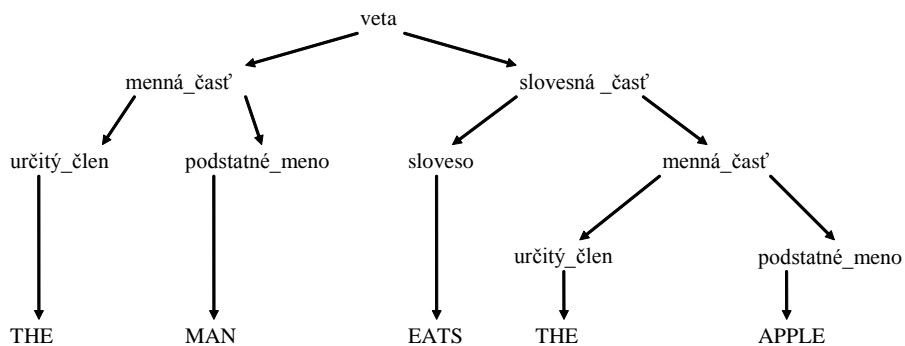 veta
menná_časť slovesná _časť
určitý_člen podstatné_meno sloveso menná_časť
určitý_člen podstatné_meno
THE MAN EATS THE APPLE